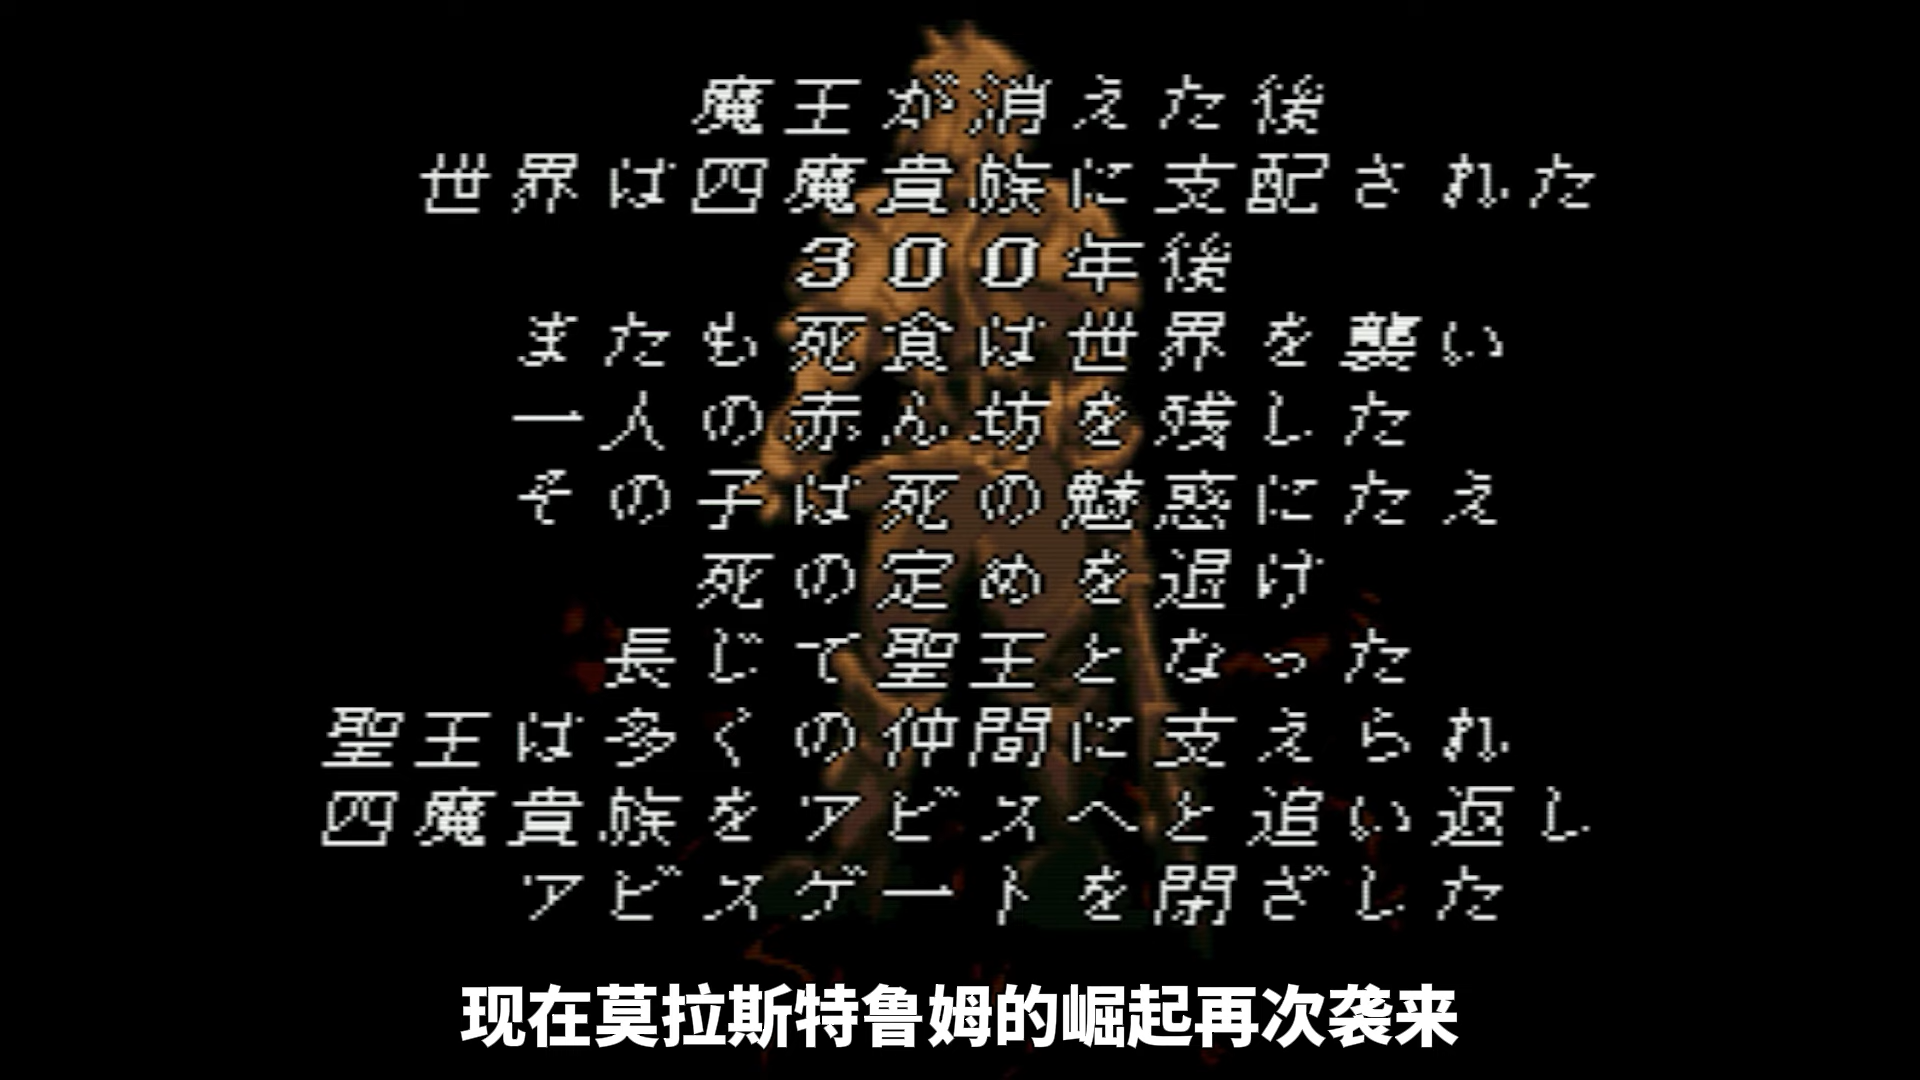 魔王が消えた後
世界は四魔貴族に支配された
300年後
またも死食は世界を襲い
一人の赤ん坊を残した
その子は死の魅惑にたえ
死の定めを退け
長じて聖王となった
聖王は多くの仲間に支えられ
四魔貴族をアビスへと追い返し
アビスゲートを閉ざした
现在莫拉斯特鲁姆的崛起再次袭来